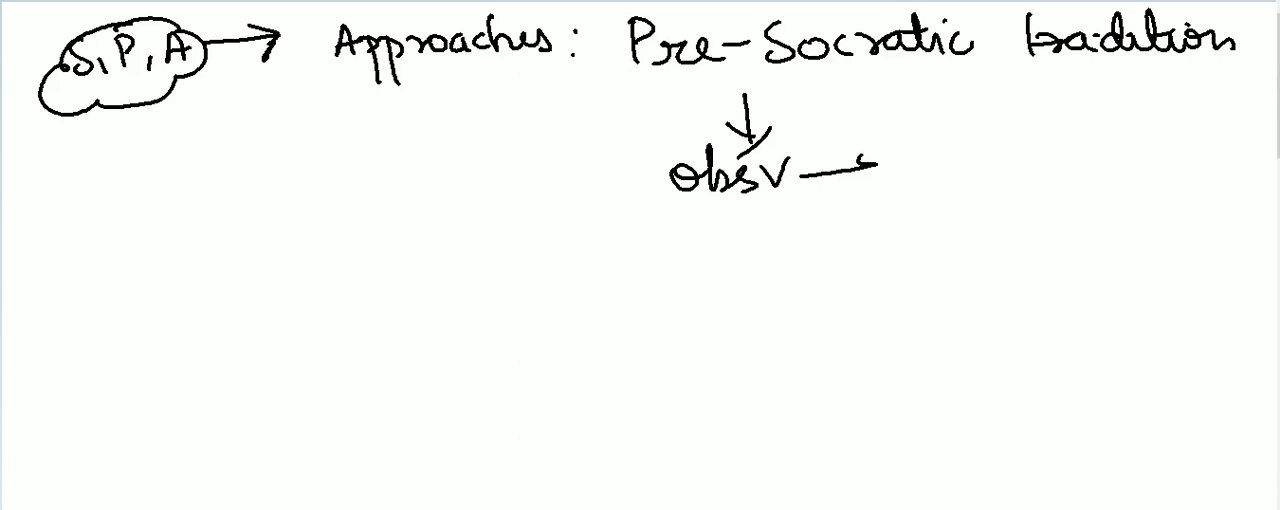 S, P, A → Approaches: Pre-Socratic tradition
↓
obsv →